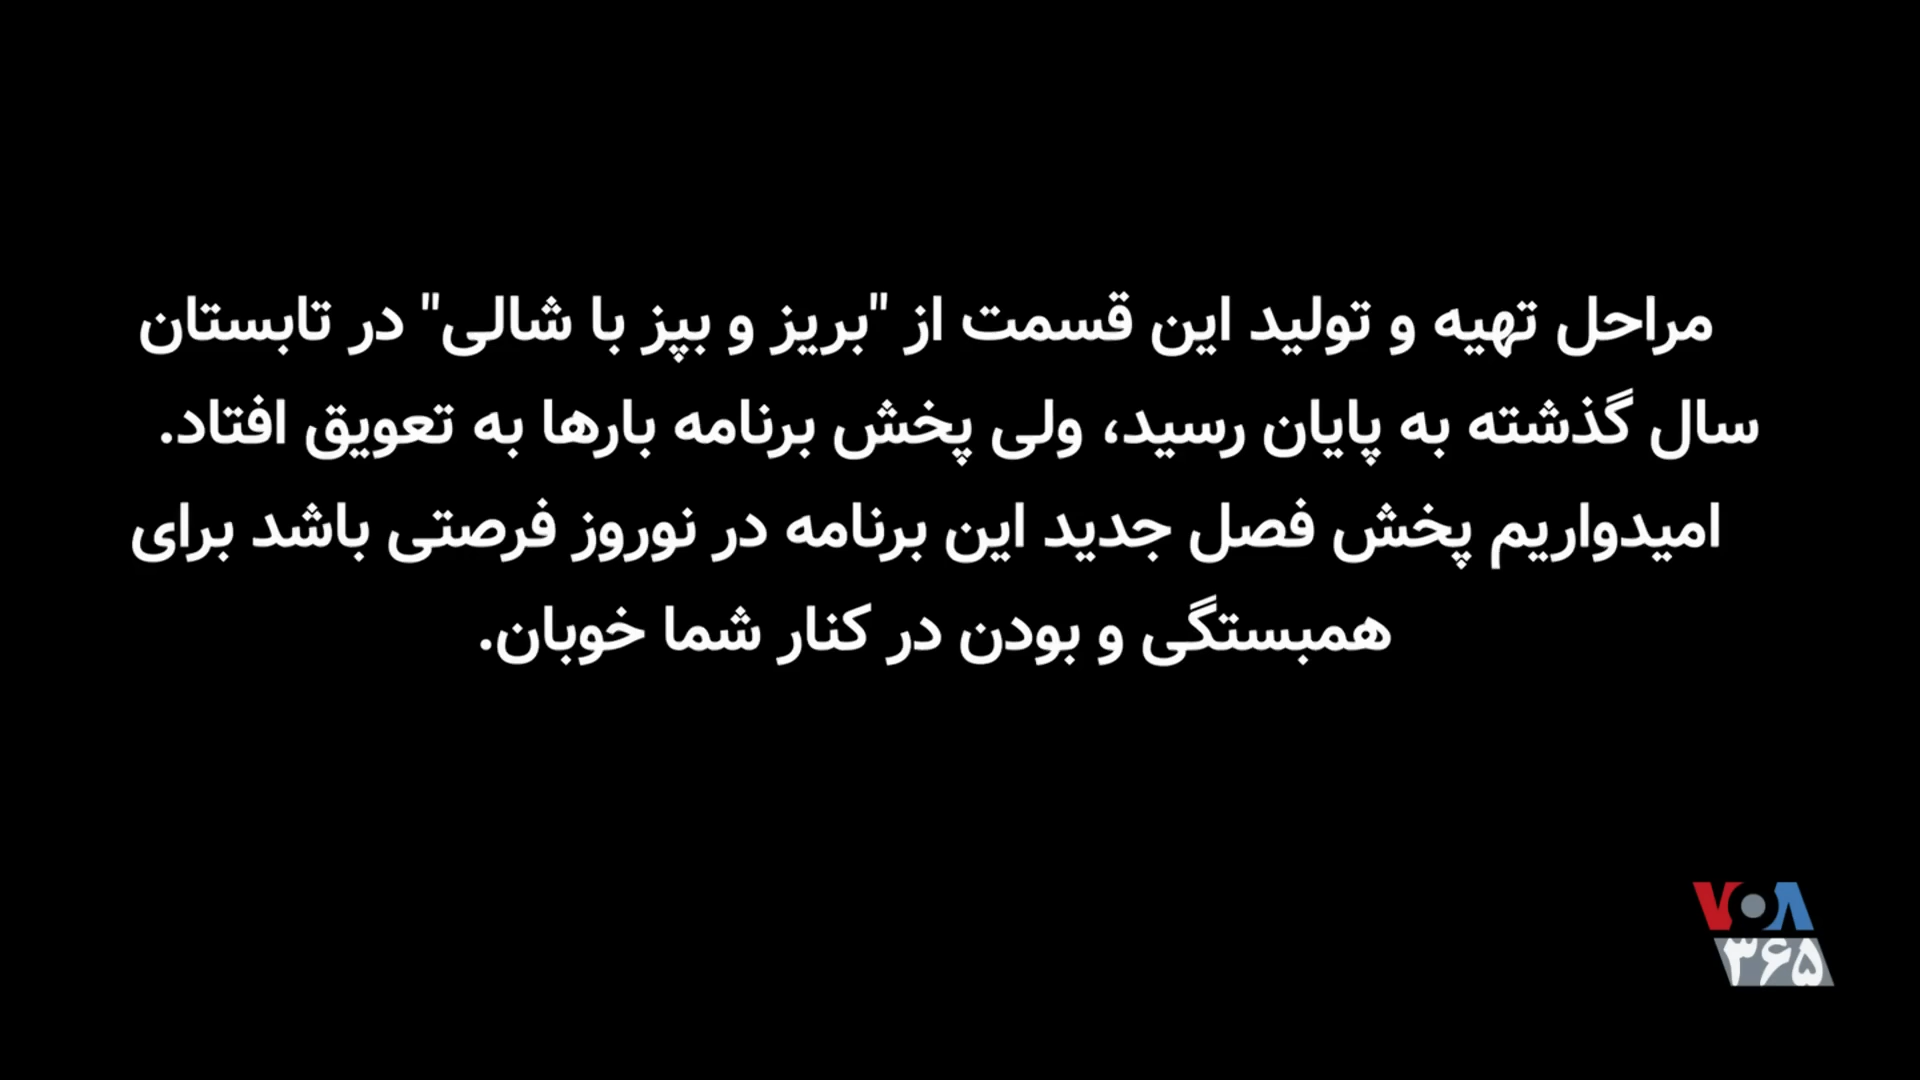 مراحل تهیه و تولید این قسمت از "بریز و بپز با شالی" در تابستان
سال گذشته به پایان رسید، ولی پخش برنامه بارها به تعویق افتاد.
امیدواریم پخش فصل جدید این برنامه در نوروز فرصتی باشد برای
همبستگی و بودن در کنار شما خوبان.
VOA
۳۶۵